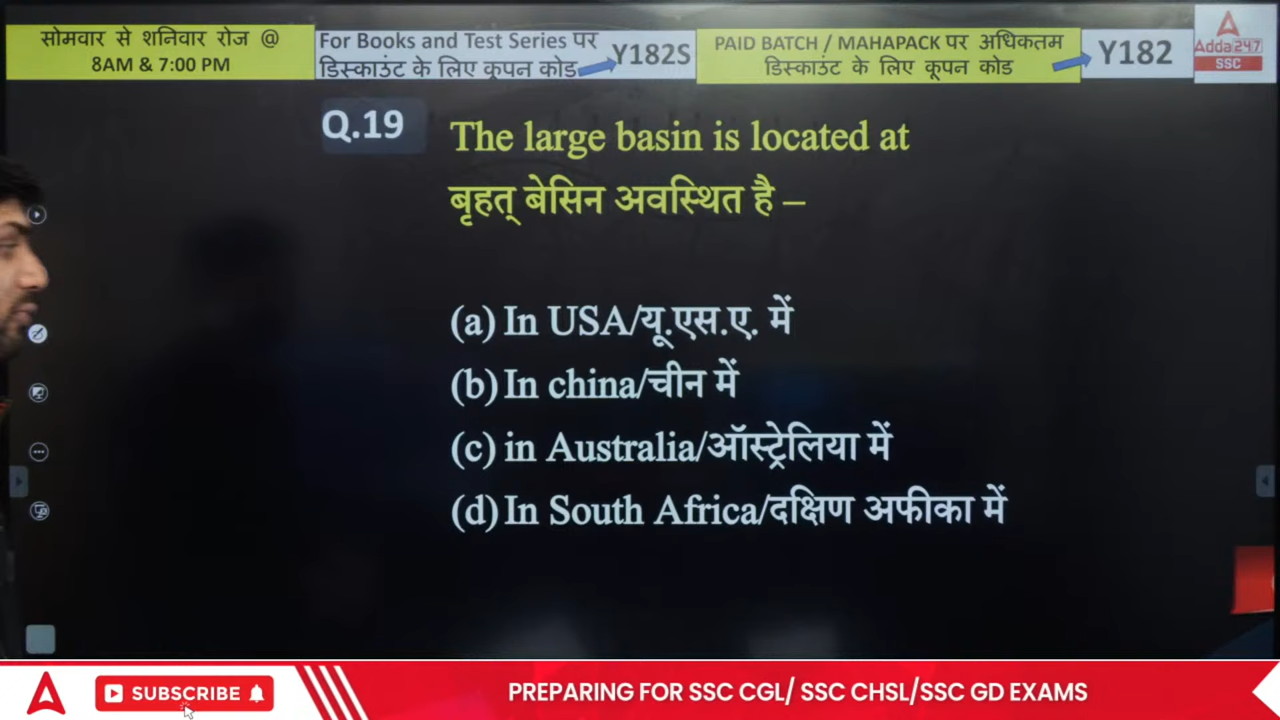 सोमवार से शनिवार रोज @
8AM & 7:00 PM
For Books and Test Series पर
डिस्काउंट के लिए कूपन कोड
Y182S
PAID BATCH / MAHAPACK पर अधिकतम
डिस्काउंट के लिए कूपन कोड
Y182
Adda247
SSC
Q.19
The large basin is located at
बृहत् बेसिन अवस्थित है –
(a) In USA/यू.एस.ए. में
(b) In china/चीन में
(c) in Australia/ऑस्ट्रेलिया में
(d) In South Africa/दक्षिण अफीका में
SUBSCRIBE
PREPARING FOR SSC CGL/ SSC CHSL/SSC GD EXAMS